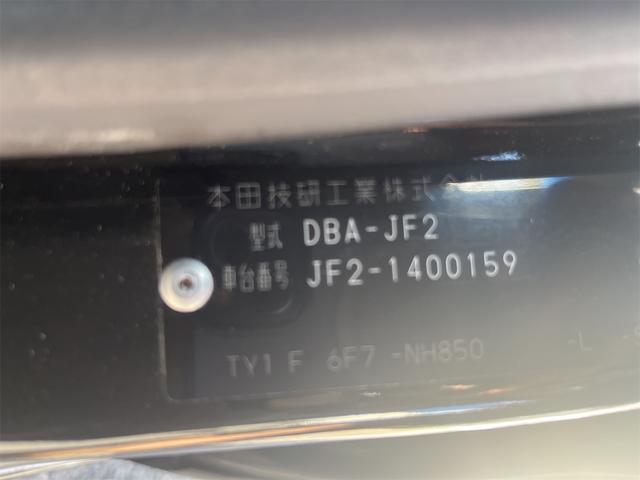 本田技研工業株式会社
型式 DBA-JF2
車台番号 JF2-1400159
TY1 F 6F7 -NH850 -L